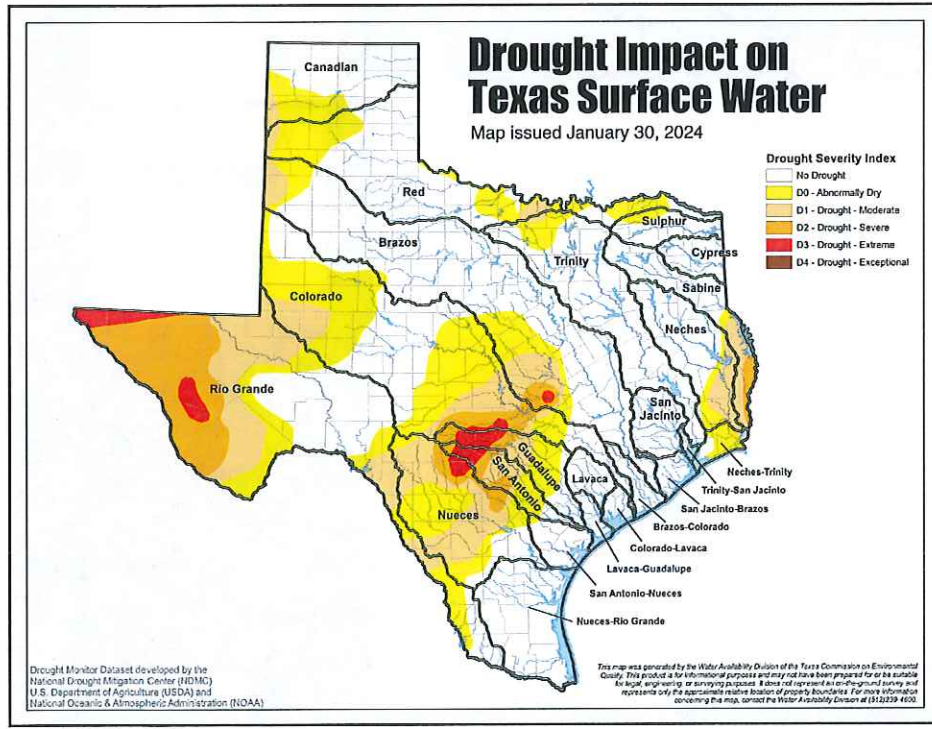 Drought Impact on
Texas Surface Water
Map issued January 30, 2024
Drought Severity Index
No Drought
D0 - Abnormally Dry
D1 - Drought - Moderate
D2 - Drought - Severe
D3 - Drought - Extreme
D4 - Drought - Exceptional
Canadian
Red
Sulphur
Brazos
Trinity
Cypress
Sabine
Colorado
Neches
Rio Grande
San
Jacinto
Guadalupe
San Antonio
Lavaca
Nueces
Neches-Trinity
Trinity-San Jacinto
San Jacinto-Brazos
Brazos-Colorado
Colorado-Lavaca
Lavaca-Guadalupe
San Antonio-Nueces
Nueces-Rio Grande
Drought Monitor Dataset developed by the
National Drought Mitigation Center (NDMC)
U.S. Department of Agriculture (USDA) and
National Oceanic & Atmospheric Administration (NOAA)
This map was generated by the Water Availability Division of the Texas Commission on Environmental
Quality. This product is for informational purposes and may not have been prepared for or be suitable
for legal, engineering, or surveying purposes. It does not represent an on-the-ground survey and
represents only the approximate relative location of property boundaries. For more information
concerning this map, contact the Water Availability Division at (512)239-4600.